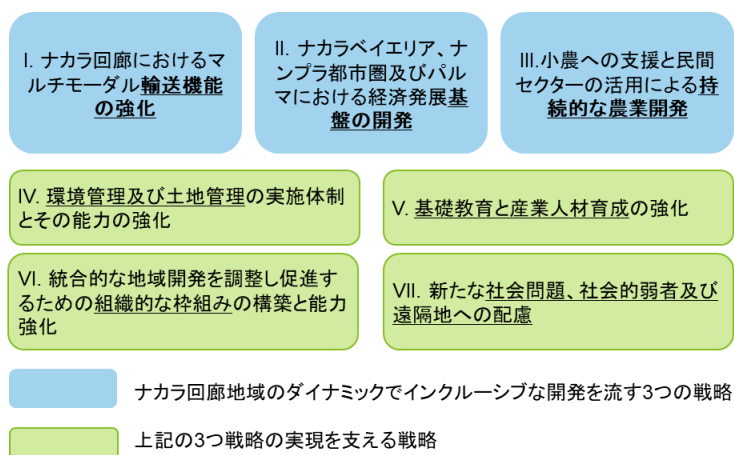 I. ナカラ回廊におけるマ
ルチモーダル輸送機能
の強化
II. ナカラベイエリア、ナ
ンプラ都市圏及びパル
マにおける経済発展基
盤の開発
III.小農への支援と民間
セクターの活用による持
続的な農業開発
IV. 環境管理及び土地管理の実施体制
とその能力の強化
V. 基礎教育と産業人材育成の強化
VI. 統合的な地域開発を調整し促進す
るための組織的な枠組みの構築と能力
強化
VII. 新たな社会問題、社会的弱者及び
遠隔地への配慮
ナカラ回廊地域のダイナミックでインクルーシブな開発を流す3つの戦略
上記の3つ戦略の実現を支える戦略